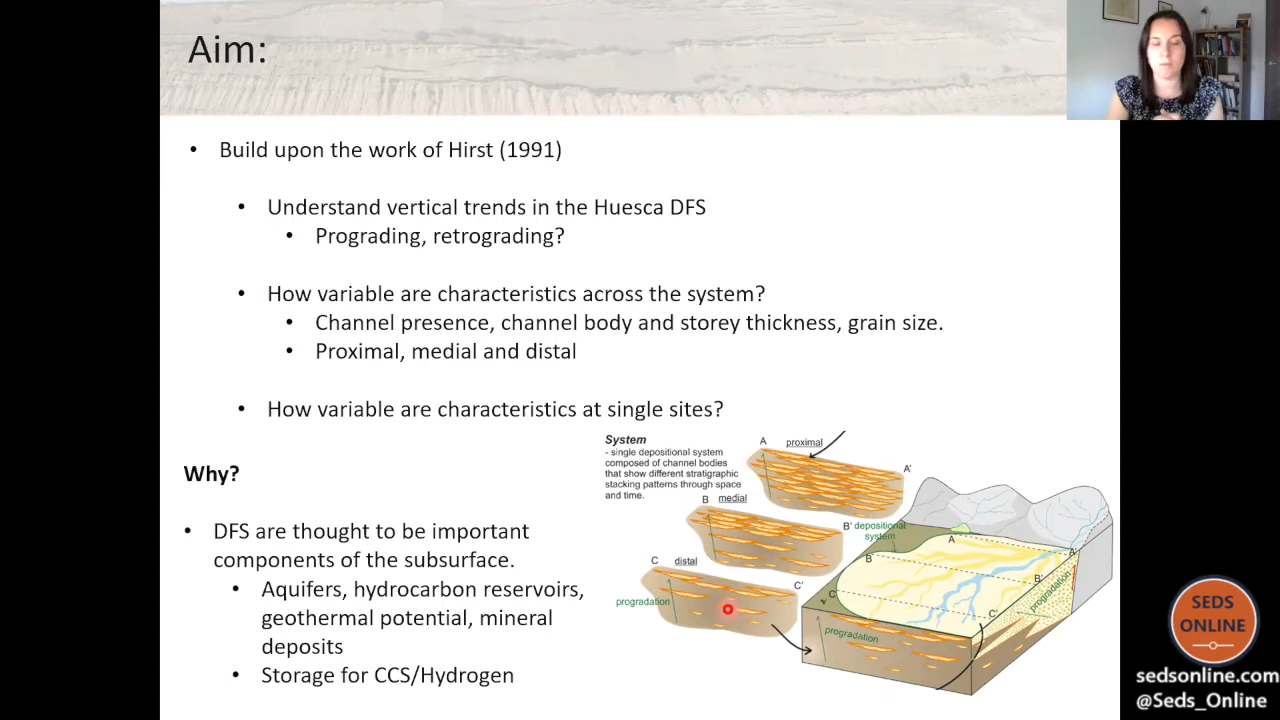 Aim:
• Build upon the work of Hirst (1991)
• Understand vertical trends in the Huesca DFS
• Prograding, retrograding?
• How variable are characteristics across the system?
• Channel presence, channel body and storey thickness, grain size.
• Proximal, medial and distal
• How variable are characteristics at single sites?
Why?
• DFS are thought to be important
components of the subsurface.
• Aquifers, hydrocarbon reservoirs,
geothermal potential, mineral
deposits
• Storage for CCS/Hydrogen
System
- single depositional system
composed of channel bodies
that show different stratigraphic
stacking patterns through space
and time.
A proximal
A'
B medial
B'
C distal
C'
progradation
depositional
system
A
A'
B
B'
C
C'
progradation
progradation
SEDS
ONLINE
sedsonline.com
@Seds_Online